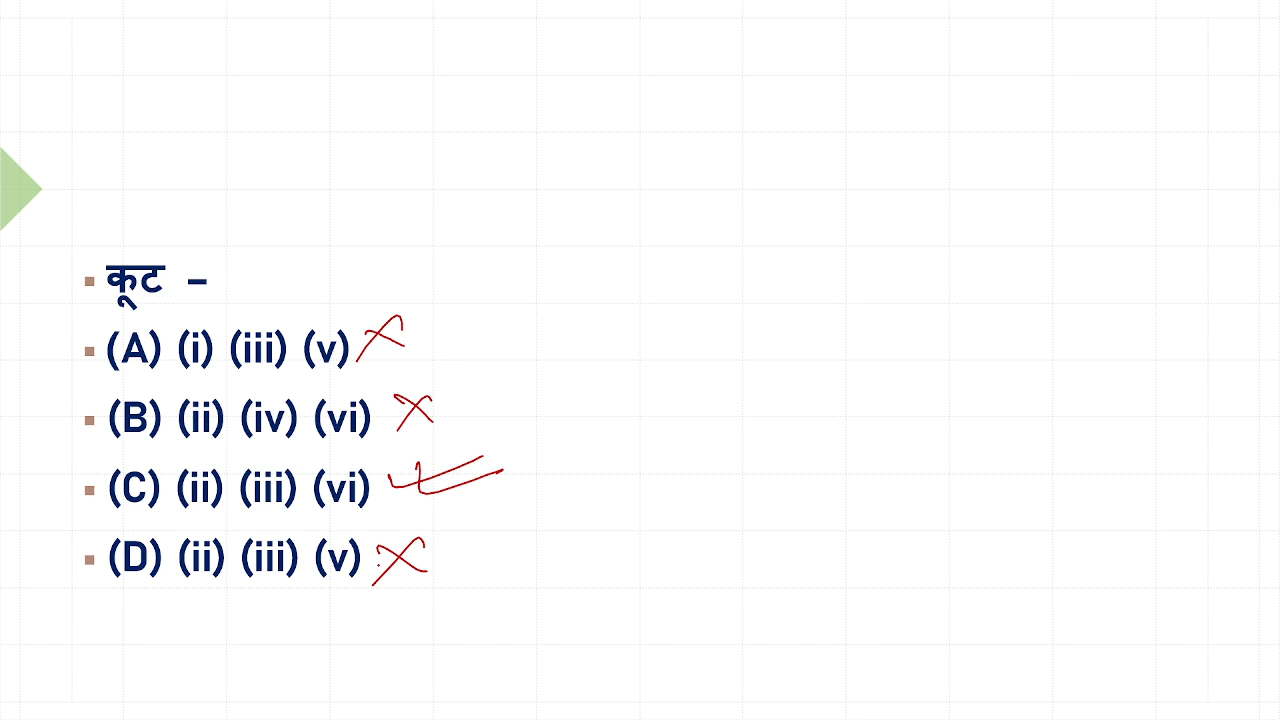 कूट –
(A) (i) (iii) (v)
(B) (ii) (iv) (vi)
(C) (ii) (iii) (vi)
(D) (ii) (iii) (v)